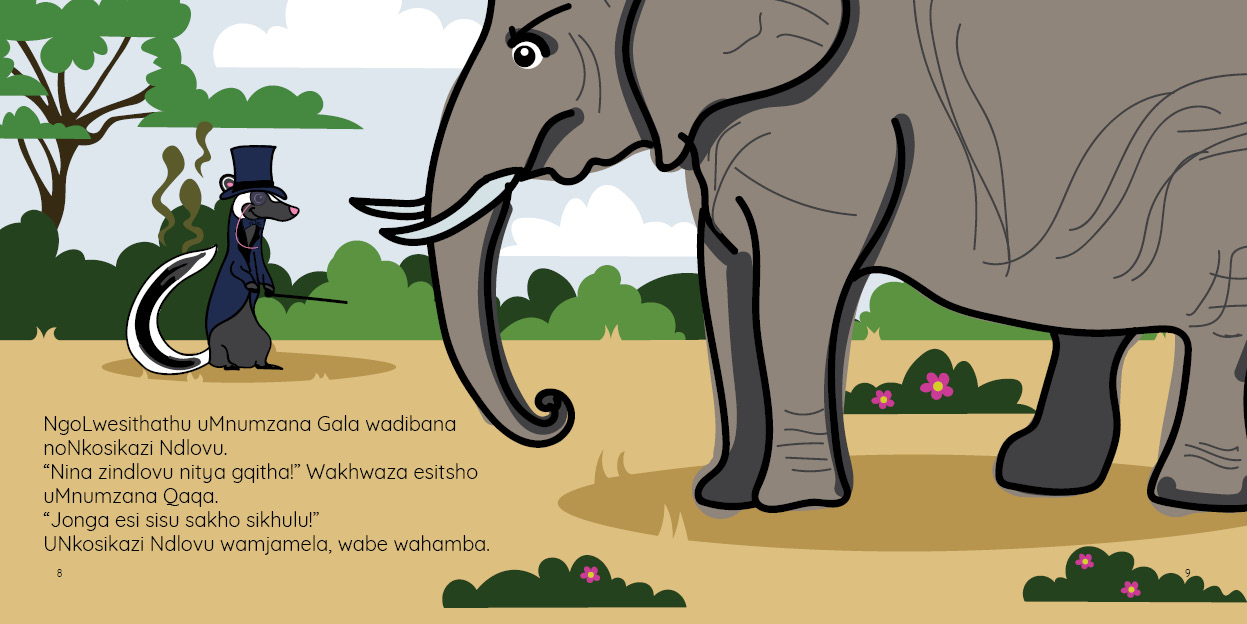 NgoLwesithathu uMnumzana Gala wadibana
noNkosikazi Ndlovu.
“Nina zindlovu nitya gqitha!” Wakhwaza esitsho
uMnumzana Qaqa.
“Jonga esi sisu sakho sikhulu!”
UNkosikazi Ndlovu wamjamela, wabe wahamba.
8
9